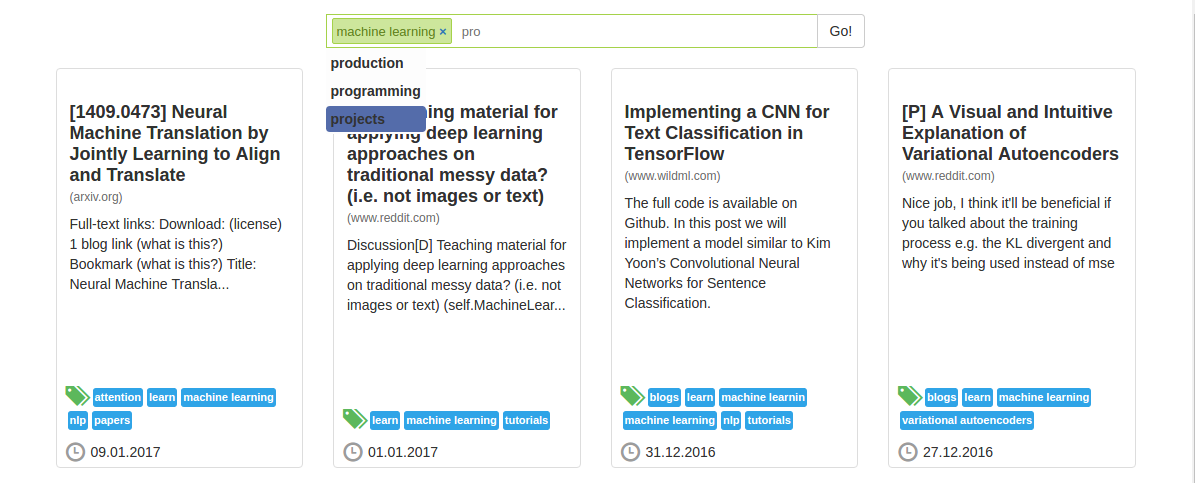 machine learning × pro Go!
production
programming
projects
[1409.0473] Neural
Machine Translation by
Jointly Learning to Align
and Translate
(arxiv.org)
Full-text links: Download: (license)
1 blog link (what is this?)
Bookmark (what is this?) Title:
Neural Machine Transla...
attention learn machine learning
nlp papers
09.01.2017
ing material for
applying deep learning
approaches on
traditional messy data?
(i.e. not images or text)
(www.reddit.com)
Discussion[D] Teaching material for
applying deep learning approaches
on traditional messy data? (i.e. not
images or text) (self.MachineLear...
learn machine learning tutorials
01.01.2017
Implementing a CNN for
Text Classification in
TensorFlow
(www.wildml.com)
The full code is available on
Github. In this post we will
implement a model similar to Kim
Yoon's Convolutional Neural
Networks for Sentence
Classification.
blogs learn machine learnin
machine learning nlp tutorials
31.12.2016
[P] A Visual and Intuitive
Explanation of
Variational Autoencoders
(www.reddit.com)
Nice job, I think it'll be beneficial if
you talked about the training
process e.g. the KL divergent and
why it's being used instead of mse
blogs learn machine learning
variational autoencoders
27.12.2016